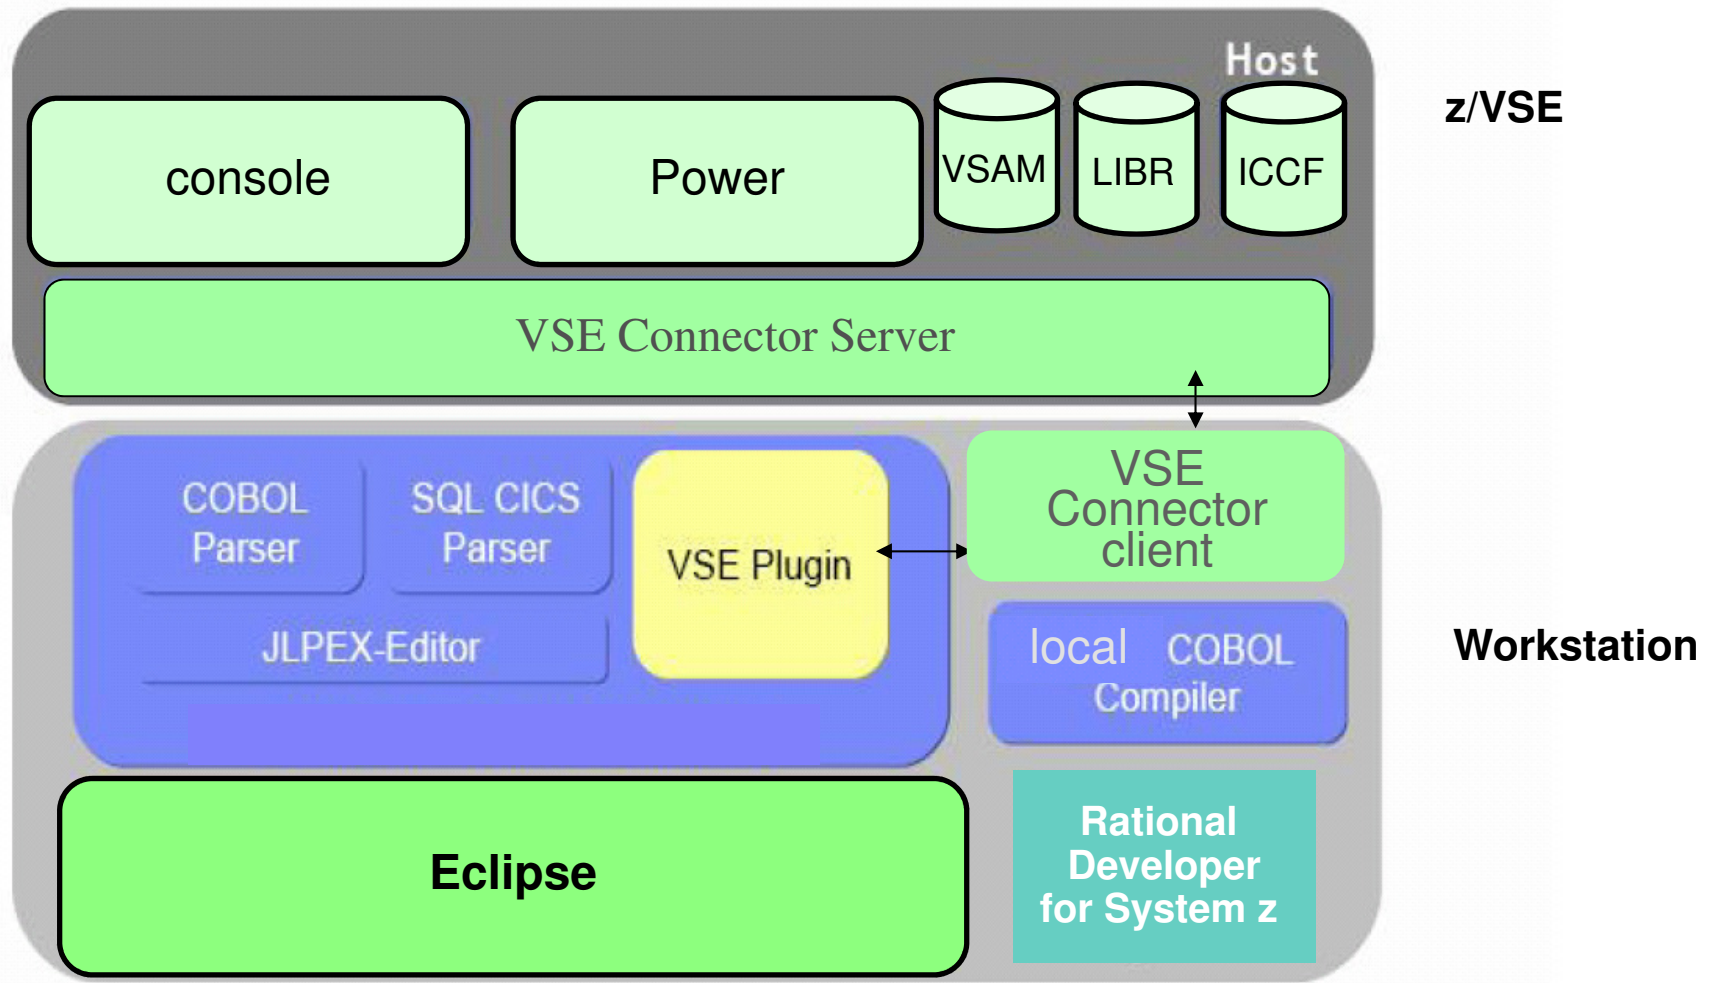 Host
z/VSE
console
Power
VSAM
LIBR
ICCF
VSE Connector Server
COBOL
Parser
SQL CICS
Parser
VSE Plugin
JLPEX-Editor
VSE
Connector
client
local COBOL
Compiler
Workstation
Eclipse
Rational
Developer
for System z